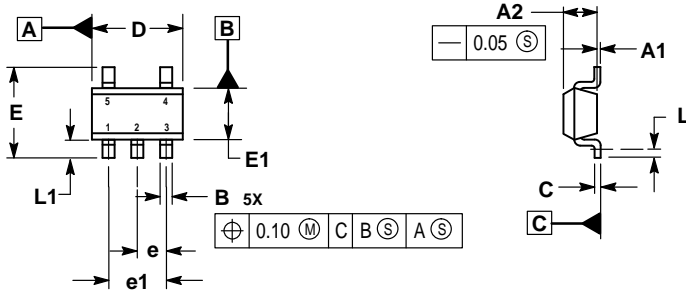 A
D
B
A2
— 0.05 Ⓢ
A1
E
5 4
1 2 3
L
L1
E1
B 5X
C
⌖ 0.10 Ⓜ C B Ⓢ A Ⓢ
C
e
e1